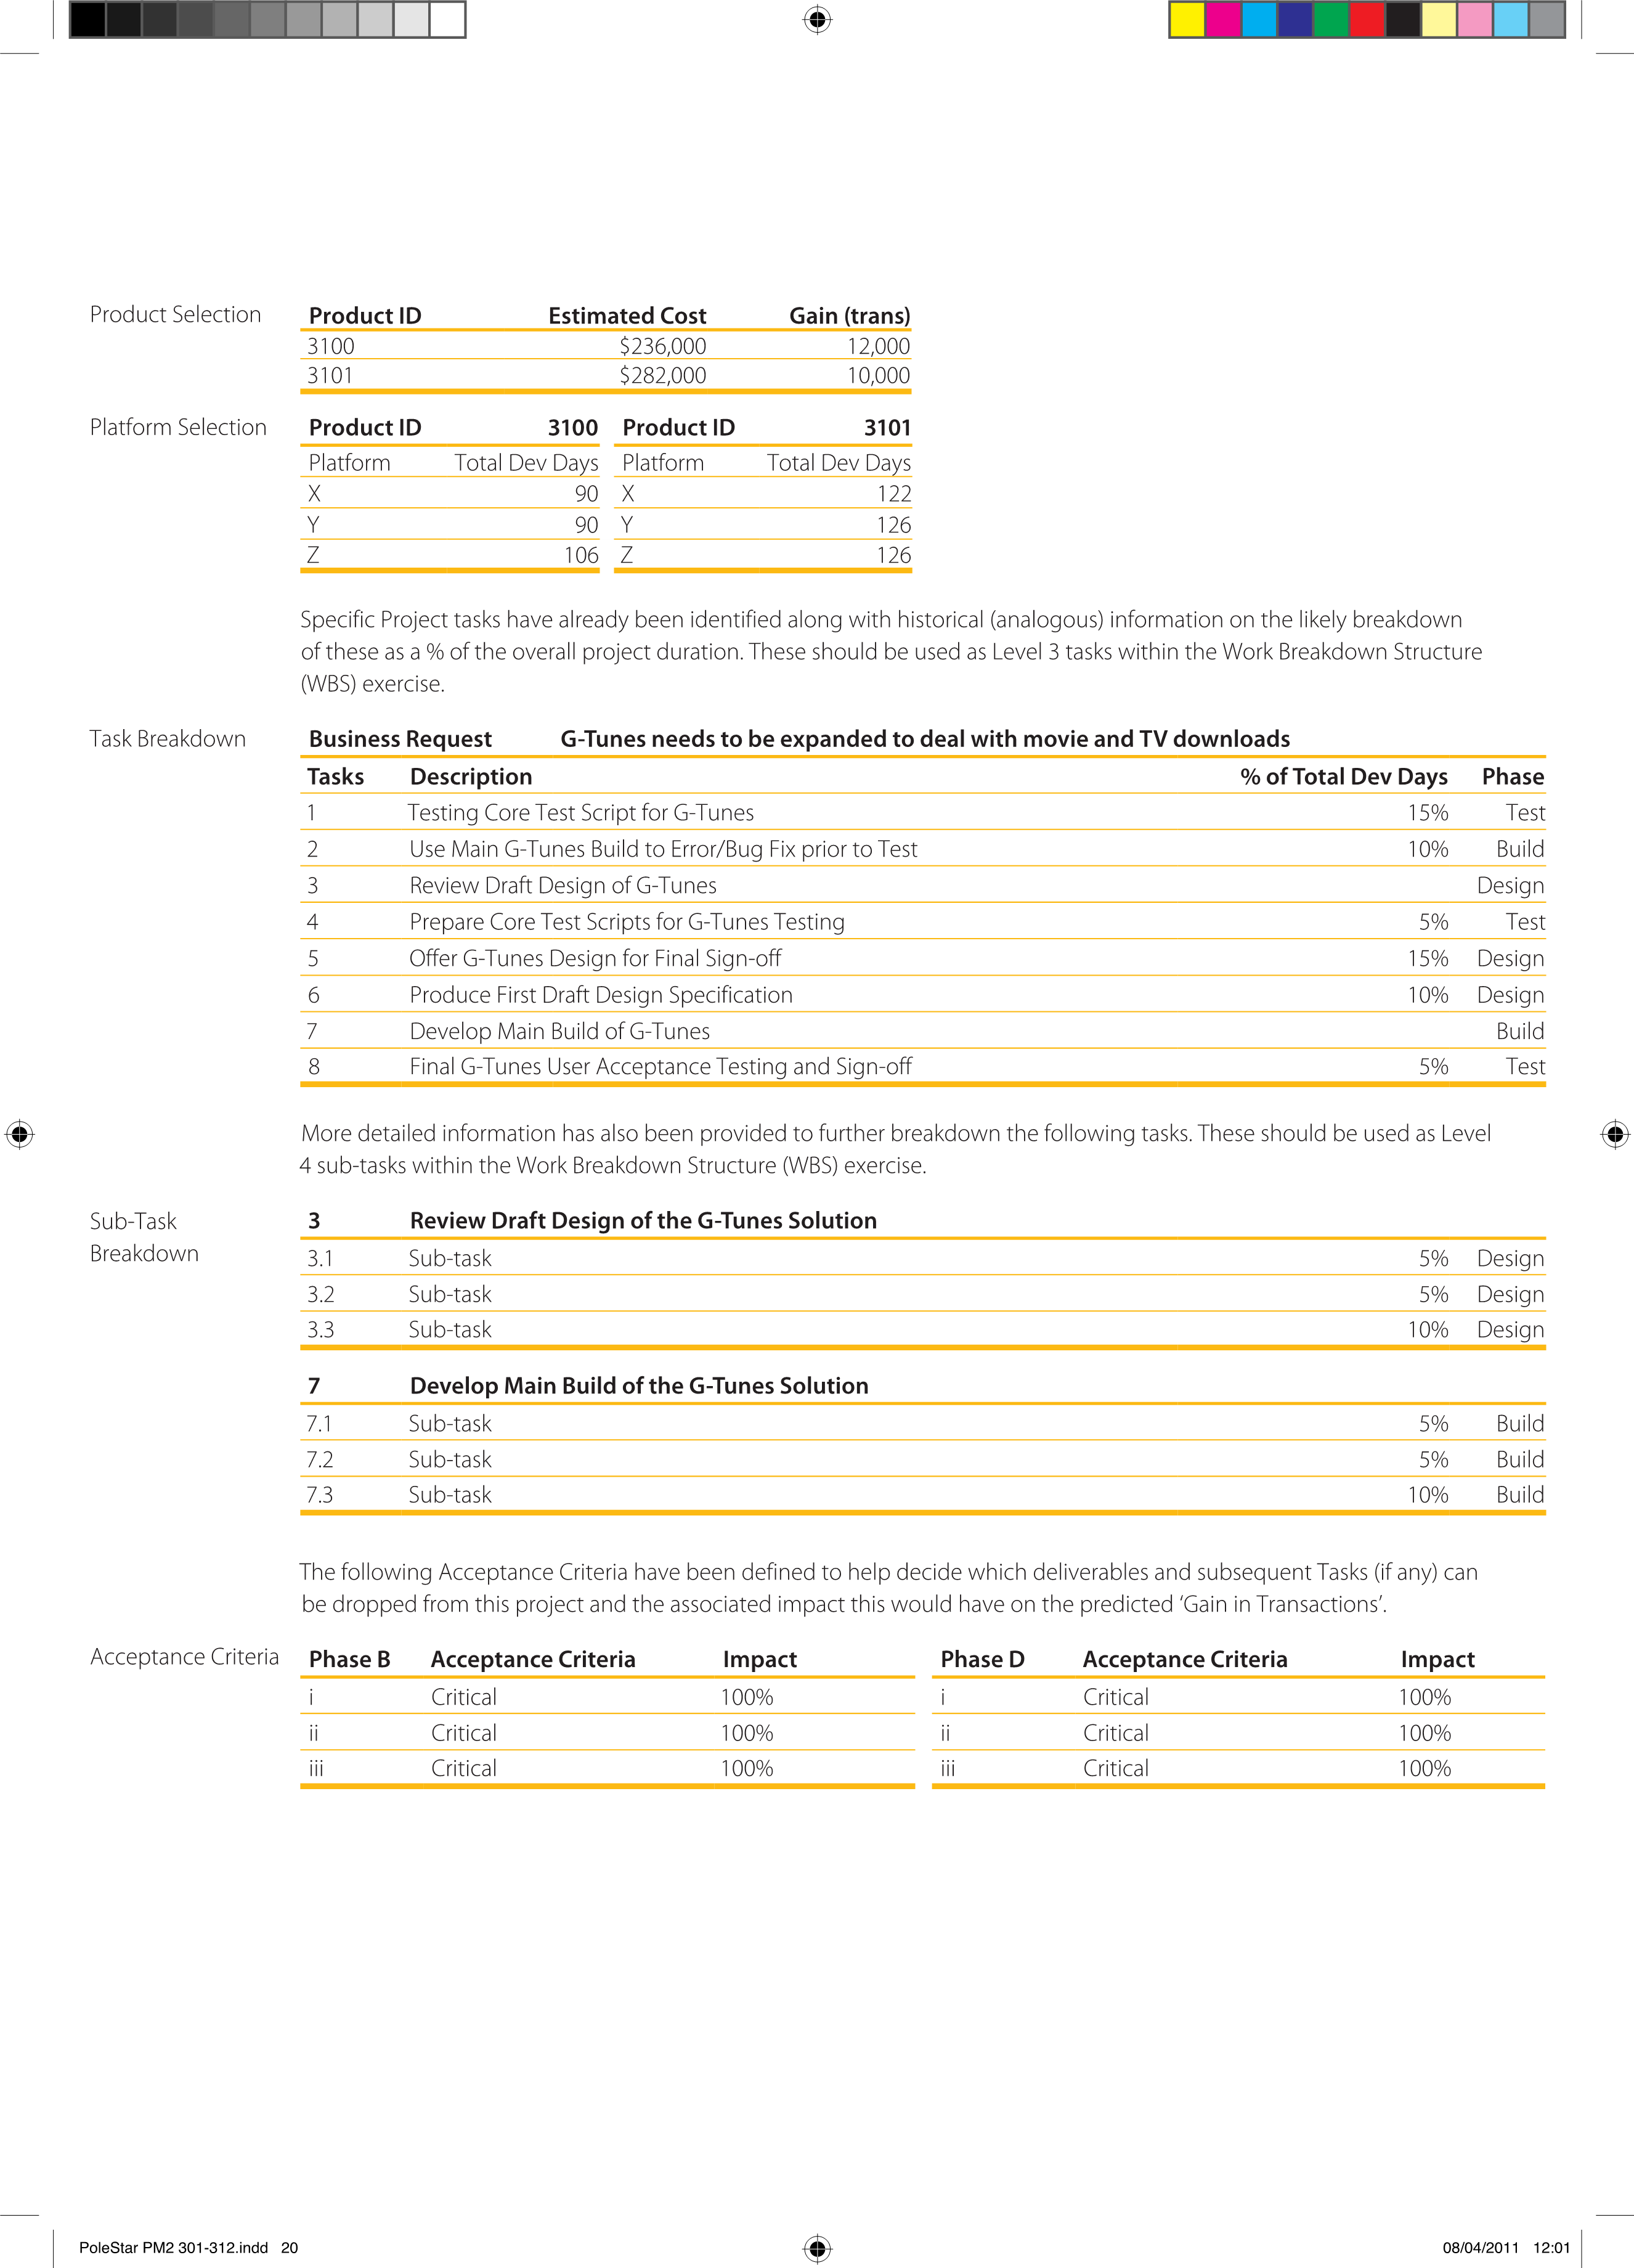 Product Selection
Product ID Estimated Cost Gain (trans)
3100 $236,000 12,000
3101 $282,000 10,000
Platform Selection
Product ID 3100 Product ID 3101
Platform Total Dev Days Platform Total Dev Days
X 90 X 122
Y 90 Y 126
Z 106 Z 126
Specific Project tasks have already been identified along with historical (analogous) information on the likely breakdown
of these as a % of the overall project duration. These should be used as Level 3 tasks within the Work Breakdown Structure
(WBS) exercise.
Task Breakdown
Business Request G-Tunes needs to be expanded to deal with movie and TV downloads
Tasks Description % of Total Dev Days Phase
1 Testing Core Test Script for G-Tunes 15% Test
2 Use Main G-Tunes Build to Error/Bug Fix prior to Test 10% Build
3 Review Draft Design of G-Tunes Design
4 Prepare Core Test Scripts for G-Tunes Testing 5% Test
5 Offer G-Tunes Design for Final Sign-off 15% Design
6 Produce First Draft Design Specification 10% Design
7 Develop Main Build of G-Tunes Build
8 Final G-Tunes User Acceptance Testing and Sign-off 5% Test
More detailed information has also been provided to further breakdown the following tasks. These should be used as Level
4 sub-tasks within the Work Breakdown Structure (WBS) exercise.
Sub-Task
Breakdown
3 Review Draft Design of the G-Tunes Solution
3.1 Sub-task 5% Design
3.2 Sub-task 5% Design
3.3 Sub-task 10% Design
7 Develop Main Build of the G-Tunes Solution
7.1 Sub-task 5% Build
7.2 Sub-task 5% Build
7.3 Sub-task 10% Build
The following Acceptance Criteria have been defined to help decide which deliverables and subsequent Tasks (if any) can
be dropped from this project and the associated impact this would have on the predicted ‘Gain in Transactions’.
Acceptance Criteria
Phase B Acceptance Criteria Impact Phase D Acceptance Criteria Impact
i Critical 100% i Critical 100%
ii Critical 100% ii Critical 100%
iii Critical 100% iii Critical 100%
PoleStar PM2 301-312.indd 20 08/04/2011 12:01